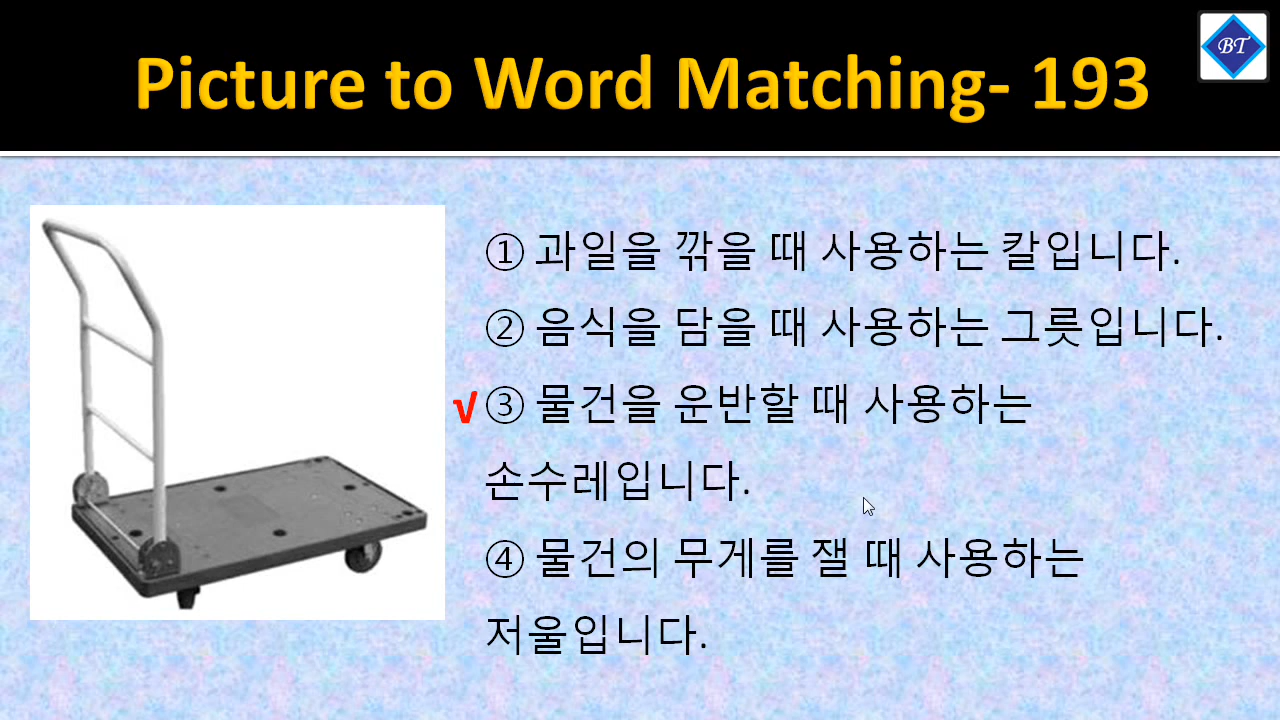 BT
Picture to Word Matching- 193
① 과일을 깎을 때 사용하는 칼입니다.
② 음식을 담을 때 사용하는 그릇입니다.
√ ③ 물건을 운반할 때 사용하는
손수레입니다.
④ 물건의 무게를 잴 때 사용하는
저울입니다.